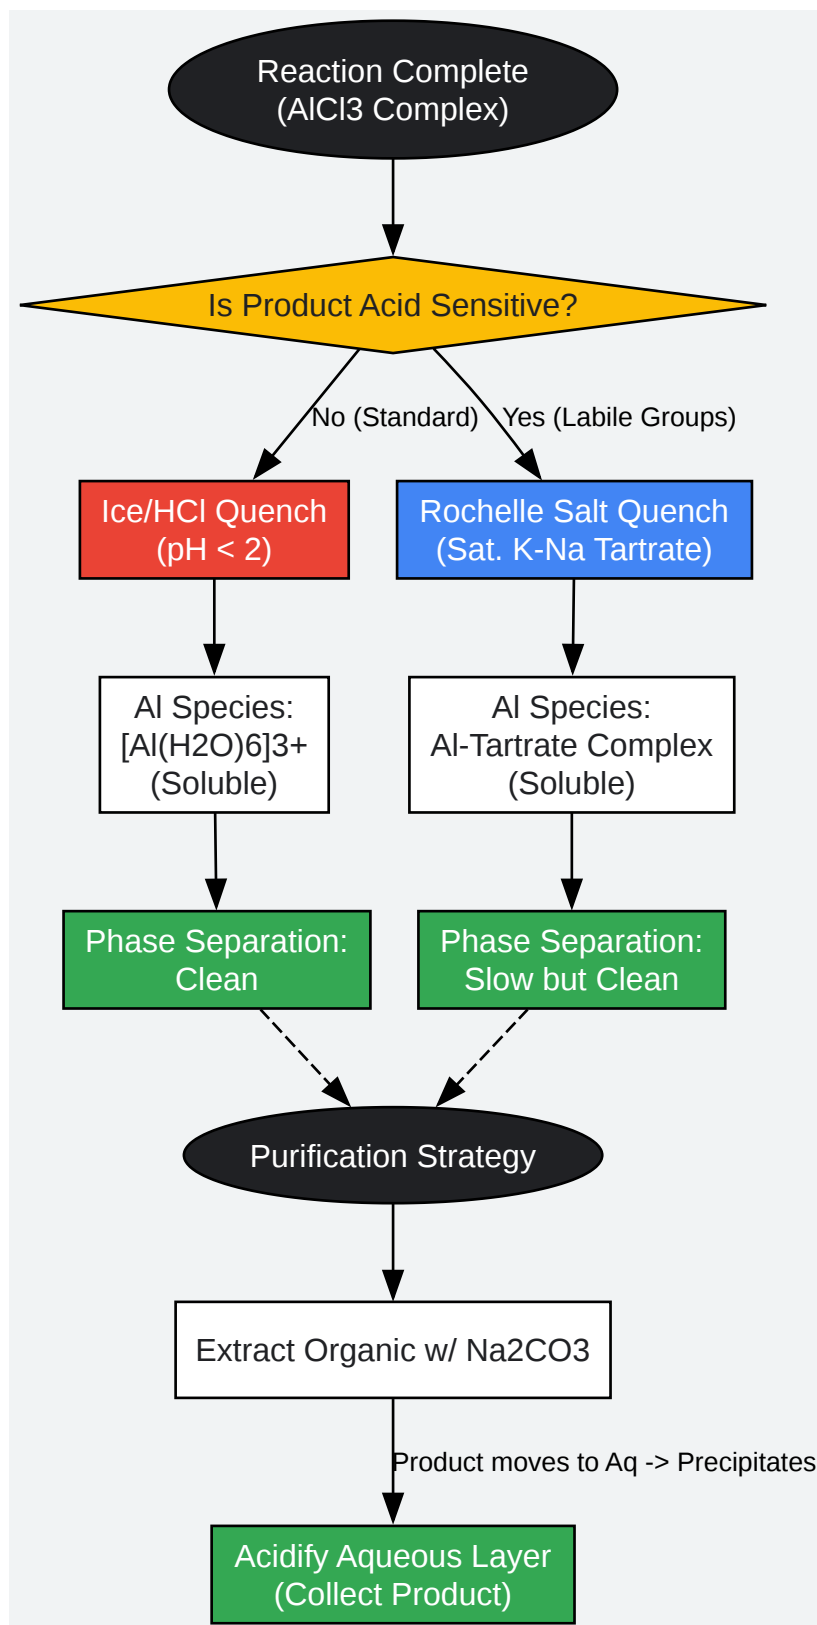 Reaction Complete
(AlCl3 Complex)
Is Product Acid Sensitive?
No (Standard)
Yes (Labile Groups)
Ice/HCl Quench
(pH < 2)
Rochelle Salt Quench
(Sat. K-Na Tartrate)
Al Species:
[Al(H2O)6]3+
(Soluble)
Al Species:
Al-Tartrate Complex
(Soluble)
Phase Separation:
Clean
Phase Separation:
Slow but Clean
Purification Strategy
Extract Organic w/ Na2CO3
Product moves to Aq -> Precipitates
Acidify Aqueous Layer
(Collect Product)